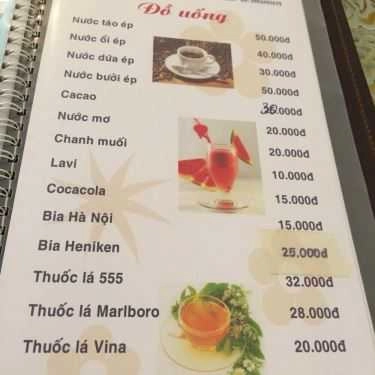 Đồ uống
Nước táo ép 50.000đ
Nước ổi ép 40.000đ
Nước dứa ép 30.000đ
Nước bưởi ép 50.000đ
Cacao 30.000đ
Nước mơ 20.000đ
Chanh muối 20.000đ
Lavi 10.000đ
Cocacola 15.000đ
Bia Hà Nội 15.000đ
Bia Heniken 25.000đ
Thuốc lá 555 32.000đ
Thuốc lá Marlboro 28.000đ
Thuốc lá Vina 20.000đ